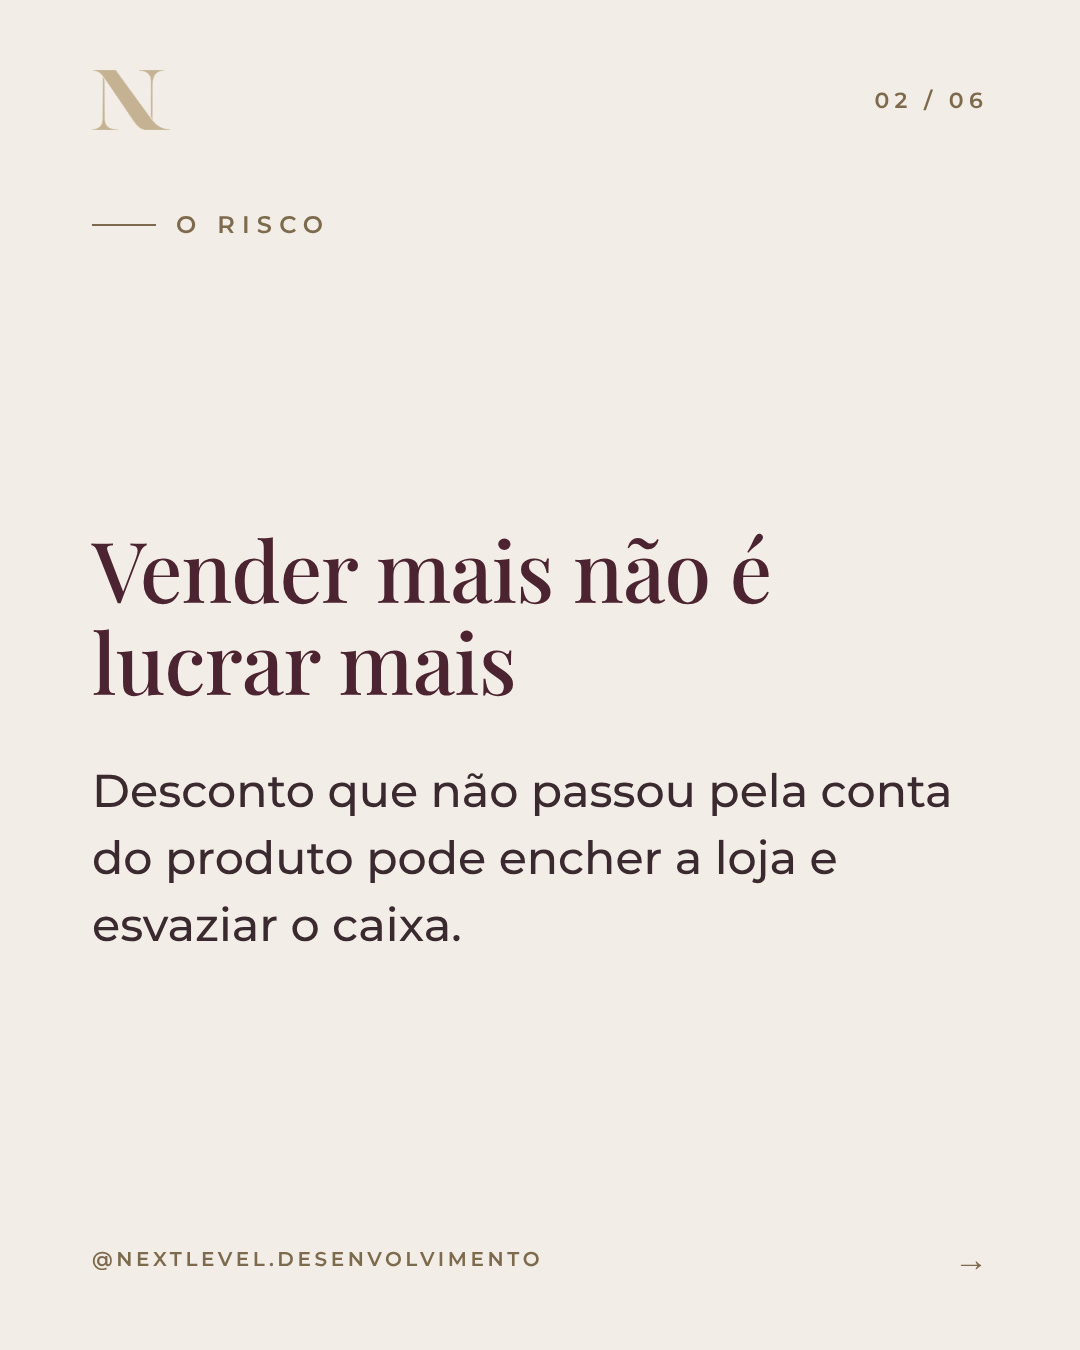 N
02 / 06
O RISCO
Vender mais não é
lucrar mais
Desconto que não passou pela conta
do produto pode encher a loja e
esvaziar o caixa.
@NEXTLEVEL.DESENVOLVIMENTO
→